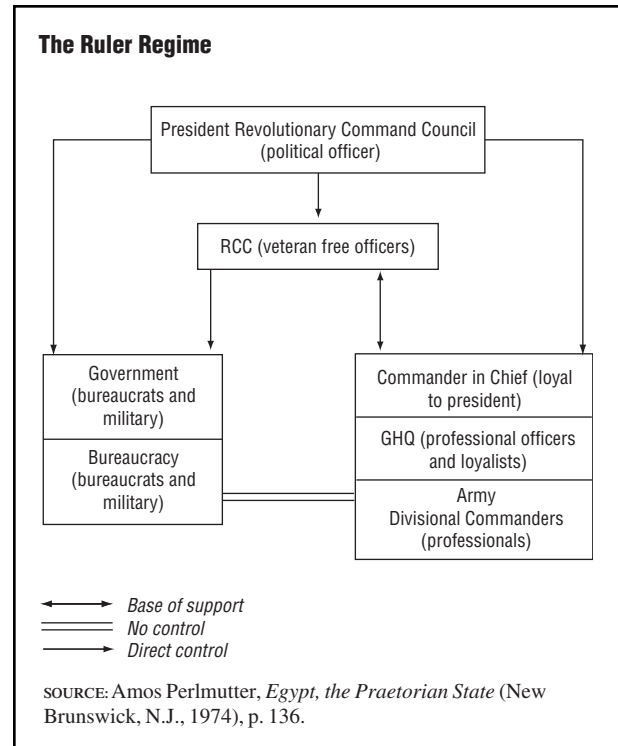 The Ruler Regime
President Revolutionary Command Council
(political officer)
RCC (veteran free officers)
Government
(bureaucrats and
military)
Bureaucracy
(bureaucrats and
military)
Commander in Chief (loyal
to president)
GHQ (professional officers
and loyalists)
Army
Divisional Commanders
(professionals)
Base of support
No control
Direct control
SOURCE: Amos Perlmutter, Egypt, the Praetorian State (New
Brunswick, N.J., 1974), p. 136.